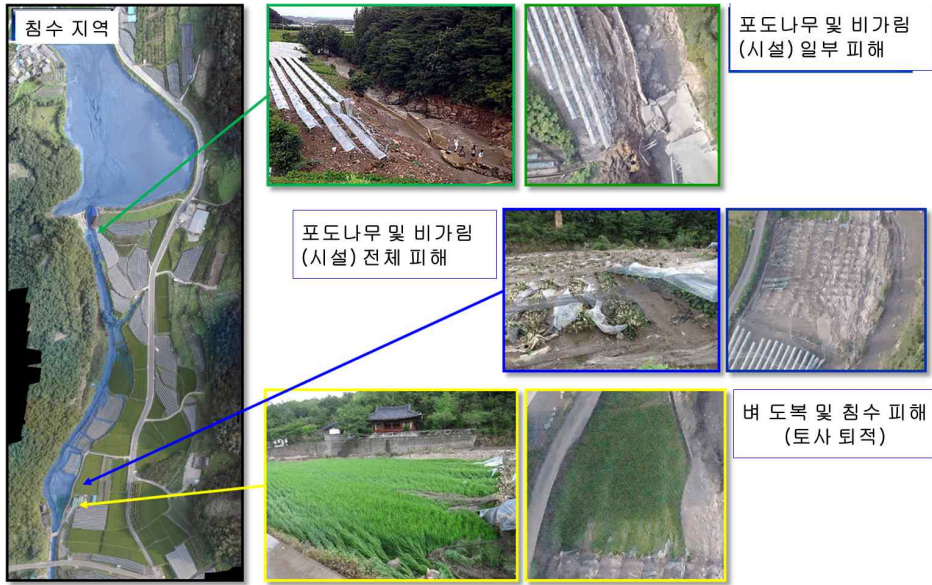 침수 지역
포도나무 및 비가림
(시설) 일부 피해
포도나무 및 비가림
(시설) 전체 피해
벼 도복 및 침수 피해
(토사 퇴적)